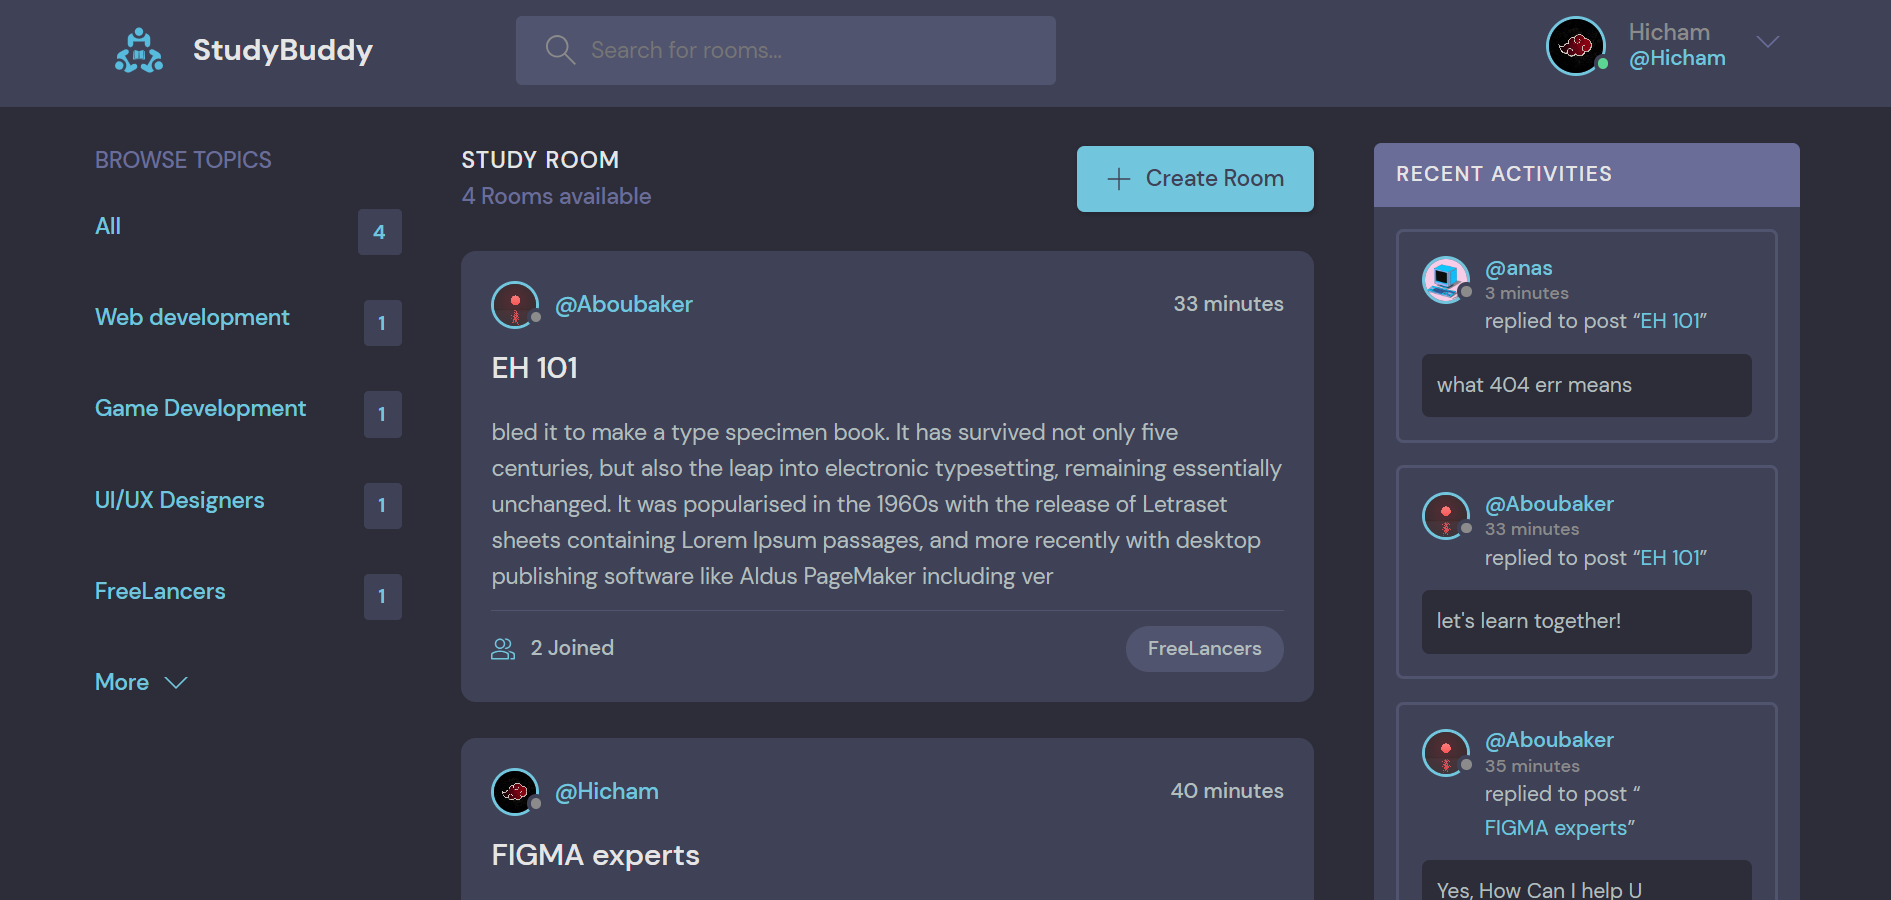 StudyBuddy
Search for rooms...
Hicham
@Hicham
BROWSE TOPICS
All
4
Web development
1
Game Development
1
UI/UX Designers
1
FreeLancers
1
More
STUDY ROOM
4 Rooms available
Create Room
@Aboubaker
33 minutes
EH 101
bled it to make a type specimen book. It has survived not only five
centuries, but also the leap into electronic typesetting, remaining essentially
unchanged. It was popularised in the 1960s with the release of Letraset
sheets containing Lorem Ipsum passages, and more recently with desktop
publishing software like Aldus PageMaker including ver
2 Joined
FreeLancers
@Hicham
40 minutes
FIGMA experts
RECENT ACTIVITIES
@anas
3 minutes
replied to post “EH 101”
what 404 err means
@Aboubaker
33 minutes
replied to post “EH 101”
let's learn together!
@Aboubaker
35 minutes
replied to post “
FIGMA experts”
Yes, How Can I help U